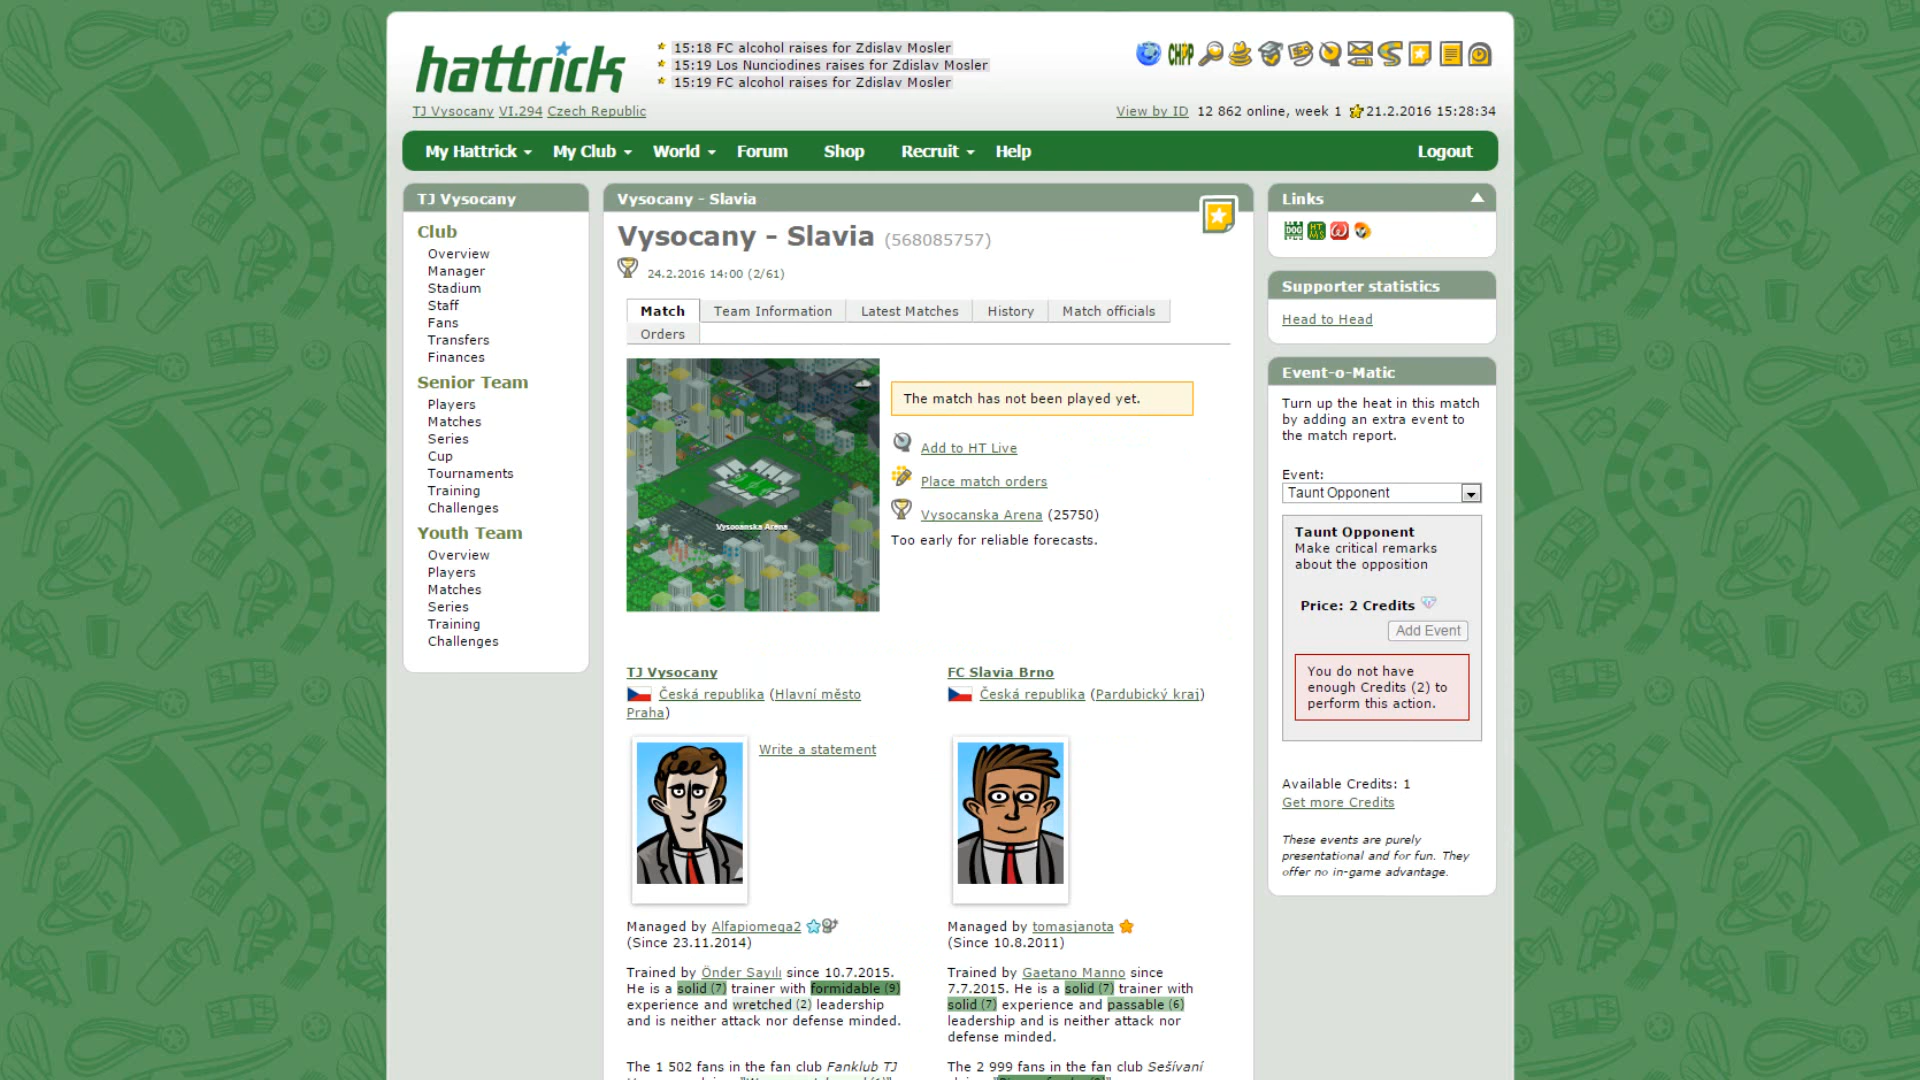 hattrick
15:18 FC alcohol raises for Zdislav Mosler
15:19 Los Nunciodines raises for Zdislav Mosler
15:19 FC alcohol raises for Zdislav Mosler
CHPP
TJ Vysocany VI.294 Czech Republic
View by ID 12 862 online, week 1 21.2.2016 15:28:34
My Hattrick My Club World Forum Shop Recruit Help Logout
TJ Vysocany
Club
Overview
Manager
Stadium
Staff
Fans
Transfers
Finances
Senior Team
Players
Matches
Series
Cup
Tournaments
Training
Challenges
Youth Team
Overview
Players
Matches
Series
Training
Challenges
Vysocany - Slavia
Vysocany - Slavia (568085757)
24.2.2016 14:00 (2/61)
Match Team Information Latest Matches History Match officials
Orders
Vysocanska Arena
The match has not been played yet.
Add to HT Live
Place match orders
Vysocanska Arena (25750)
Too early for reliable forecasts.
TJ Vysocany
Česká republika (Hlavní město
Praha)
Write a statement
Managed by Alfapiomega2
(Since 23.11.2014)
Trained by Önder Sayılı since 10.7.2015.
He is a solid (7) trainer with formidable (9)
experience and wretched (2) leadership
and is neither attack nor defense minded.
The 1 502 fans in the fan club Fanklub TJ
FC Slavia Brno
Česká republika (Pardubický kraj)
Managed by tomasjanota
(Since 10.8.2011)
Trained by Gaetano Manno since
7.7.2015. He is a solid (7) trainer with
solid (7) experience and passable (6)
leadership and is neither attack nor
defense minded.
The 2 999 fans in the fan club Sešívaní
Links
DOG HT HT MS
Supporter statistics
Head to Head
Event-o-Matic
Turn up the heat in this match
by adding an extra event to
the match report.
Event:
Taunt Opponent
Taunt Opponent
Make critical remarks
about the opposition
Price: 2 Credits
Add Event
You do not have
enough Credits (2) to
perform this action.
Available Credits: 1
Get more Credits
These events are purely
presentational and for fun. They
offer no in-game advantage.